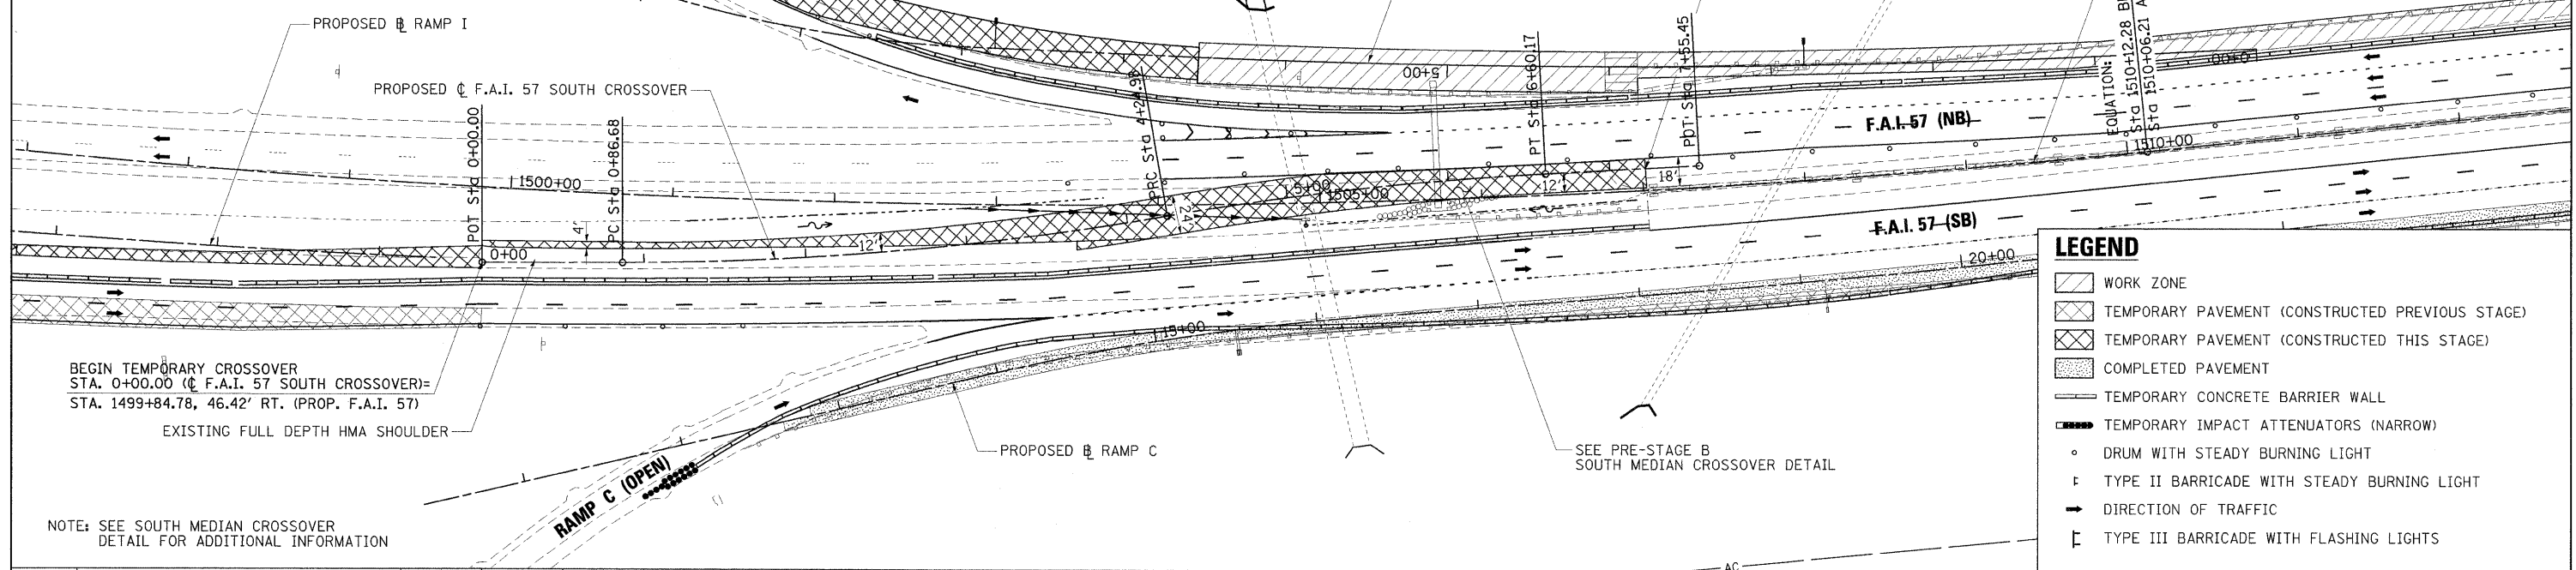 PROPOSED ⅊ RAMP I
PROPOSED ℄ F.A.I. 57 SOUTH CROSSOVER
POT Sta 0+00.00
PC Sta 0+86.68
1500+00
0+00
4'
12'
PRC Sta 4+24.98
24'
5+00
1505+00
5+00
PT Sta 6+60.17
12'
POT Sta 7+55.45
18'
F.A.I. 57 (NB)
EQUATION:
Sta 1510+12.28 B
Sta 1510+06.21 A
1510+00
F.A.I. 57 (SB)
20+00
15+00
BEGIN TEMPORARY CROSSOVER
STA. 0+00.00 (℄ F.A.I. 57 SOUTH CROSSOVER)=
STA. 1499+84.78, 46.42' RT. (PROP. F.A.I. 57)
EXISTING FULL DEPTH HMA SHOULDER
PROPOSED ⅊ RAMP C
SEE PRE-STAGE B
SOUTH MEDIAN CROSSOVER DETAIL
RAMP C (OPEN)
NOTE: SEE SOUTH MEDIAN CROSSOVER
DETAIL FOR ADDITIONAL INFORMATION
AC
LEGEND
WORK ZONE
TEMPORARY PAVEMENT (CONSTRUCTED PREVIOUS STAGE)
TEMPORARY PAVEMENT (CONSTRUCTED THIS STAGE)
COMPLETED PAVEMENT
TEMPORARY CONCRETE BARRIER WALL
TEMPORARY IMPACT ATTENUATORS (NARROW)
DRUM WITH STEADY BURNING LIGHT
TYPE II BARRICADE WITH STEADY BURNING LIGHT
DIRECTION OF TRAFFIC
TYPE III BARRICADE WITH FLASHING LIGHTS